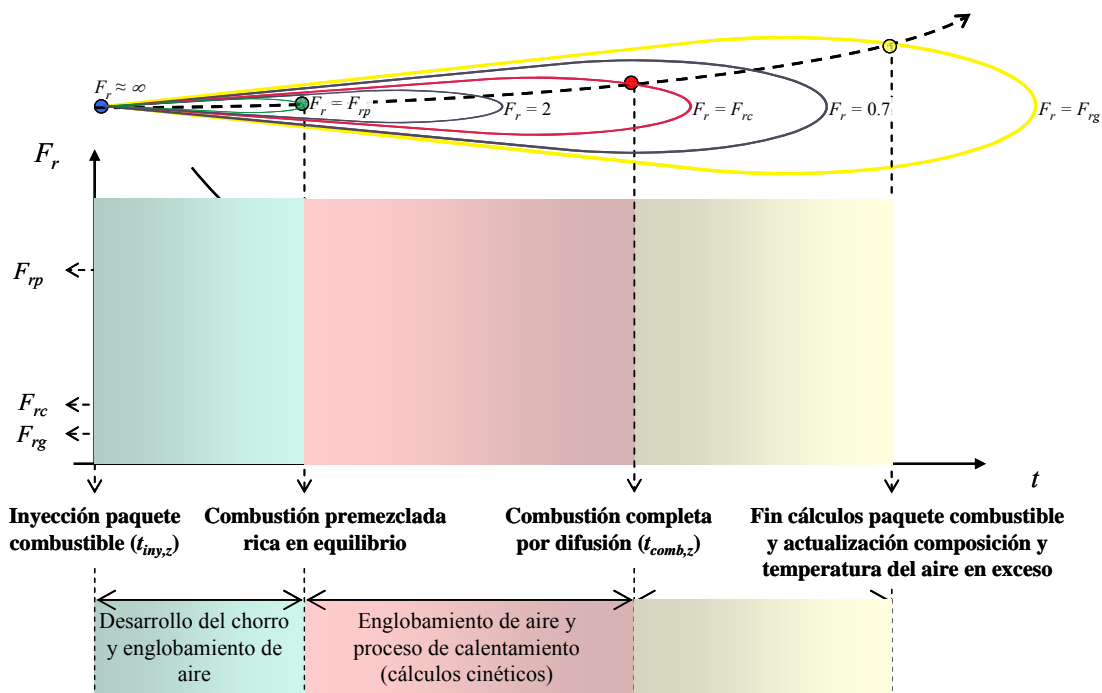 F_r ≈ ∞
F_r = F_rp
F_r = 2
F_r = F_rc
F_r = 0.7
F_r = F_rg
F_r
F_rp
F_rc
F_rg
t
Inyección paquete
combustible (t_iny,z)
Combustión premezclada
rica en equilibrio
Combustión completa
por difusión (t_comb,z)
Fin cálculos paquete combustible
y actualización composición y
temperatura del aire en exceso
Desarrollo del chorro
y englobamiento de
aire
Englobamiento de aire y
proceso de calentamiento
(cálculos cinéticos)